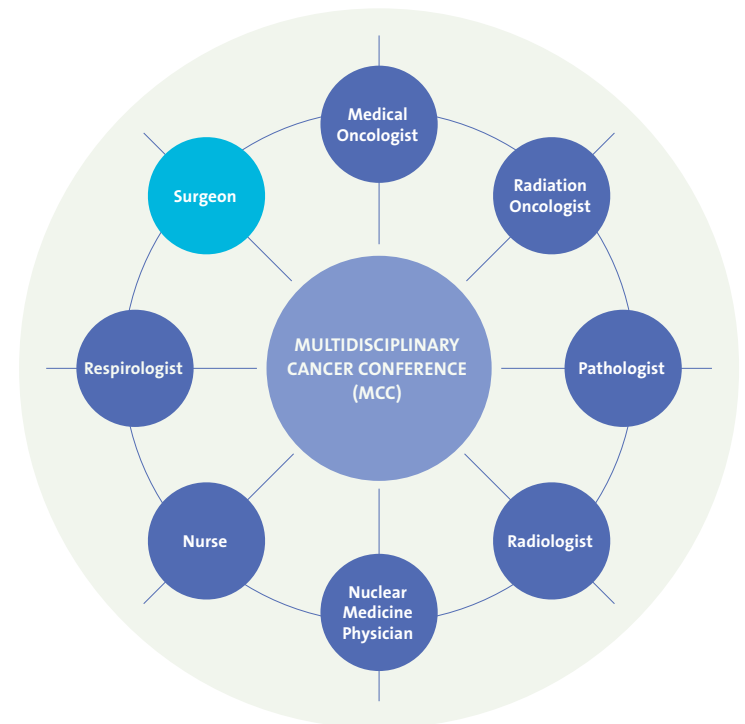 Medical
Oncologist
Radiation
Oncologist
Surgeon
MULTIDISCIPLINARY
CANCER CONFERENCE
(MCC)
Respirologist
Pathologist
Nurse
Radiologist
Nuclear
Medicine
Physician